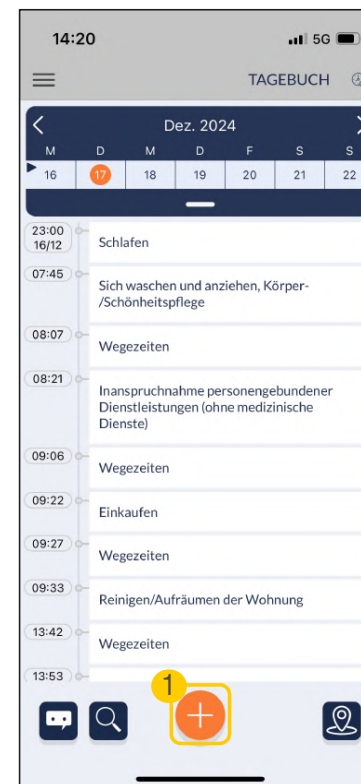 14:20 5G
TAGEBUCH
Dez. 2024
M D M D F S S
16 17 18 19 20 21 22
23:00
16/12
Schlafen
07:45
Sich waschen und anziehen, Körper-
/Schönheitspflege
08:07
Wegezeiten
08:21
Inanspruchnahme personengebundener
Dienstleistungen (ohne medizinische
Dienste)
09:06
Wegezeiten
09:22
Einkaufen
09:27
Wegezeiten
09:33
Reinigen/Aufräumen der Wohnung
13:42
Wegezeiten
13:53
1